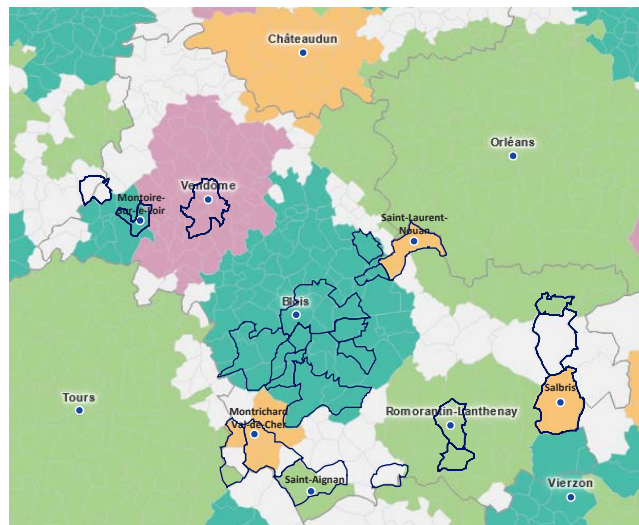 Châteaudun
Orléans
Vendôme
Montoire-
sur-le-Loir
Saint-Laurent-
Nouan
Blois
Salbris
Tours
Montrichard
Val-de-Cher
Romorantin-Lanthenay
Saint-Aignan
Vierzon